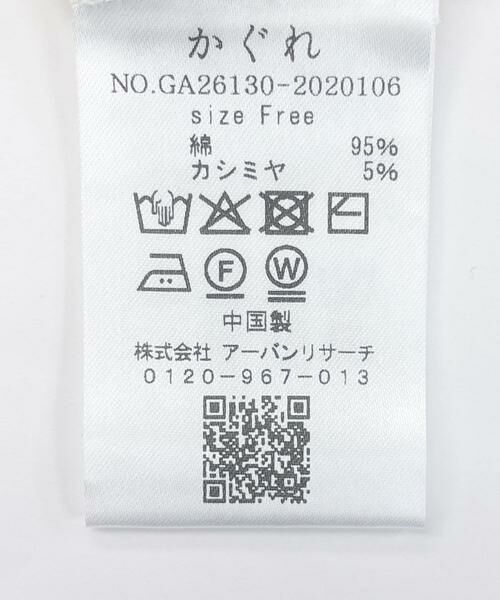 かぐれ
NO.GA26130-2020106
size Free
綿 95%
カシミヤ 5%
F W
中国製
株式会社 アーバンリサーチ
0120-967-013